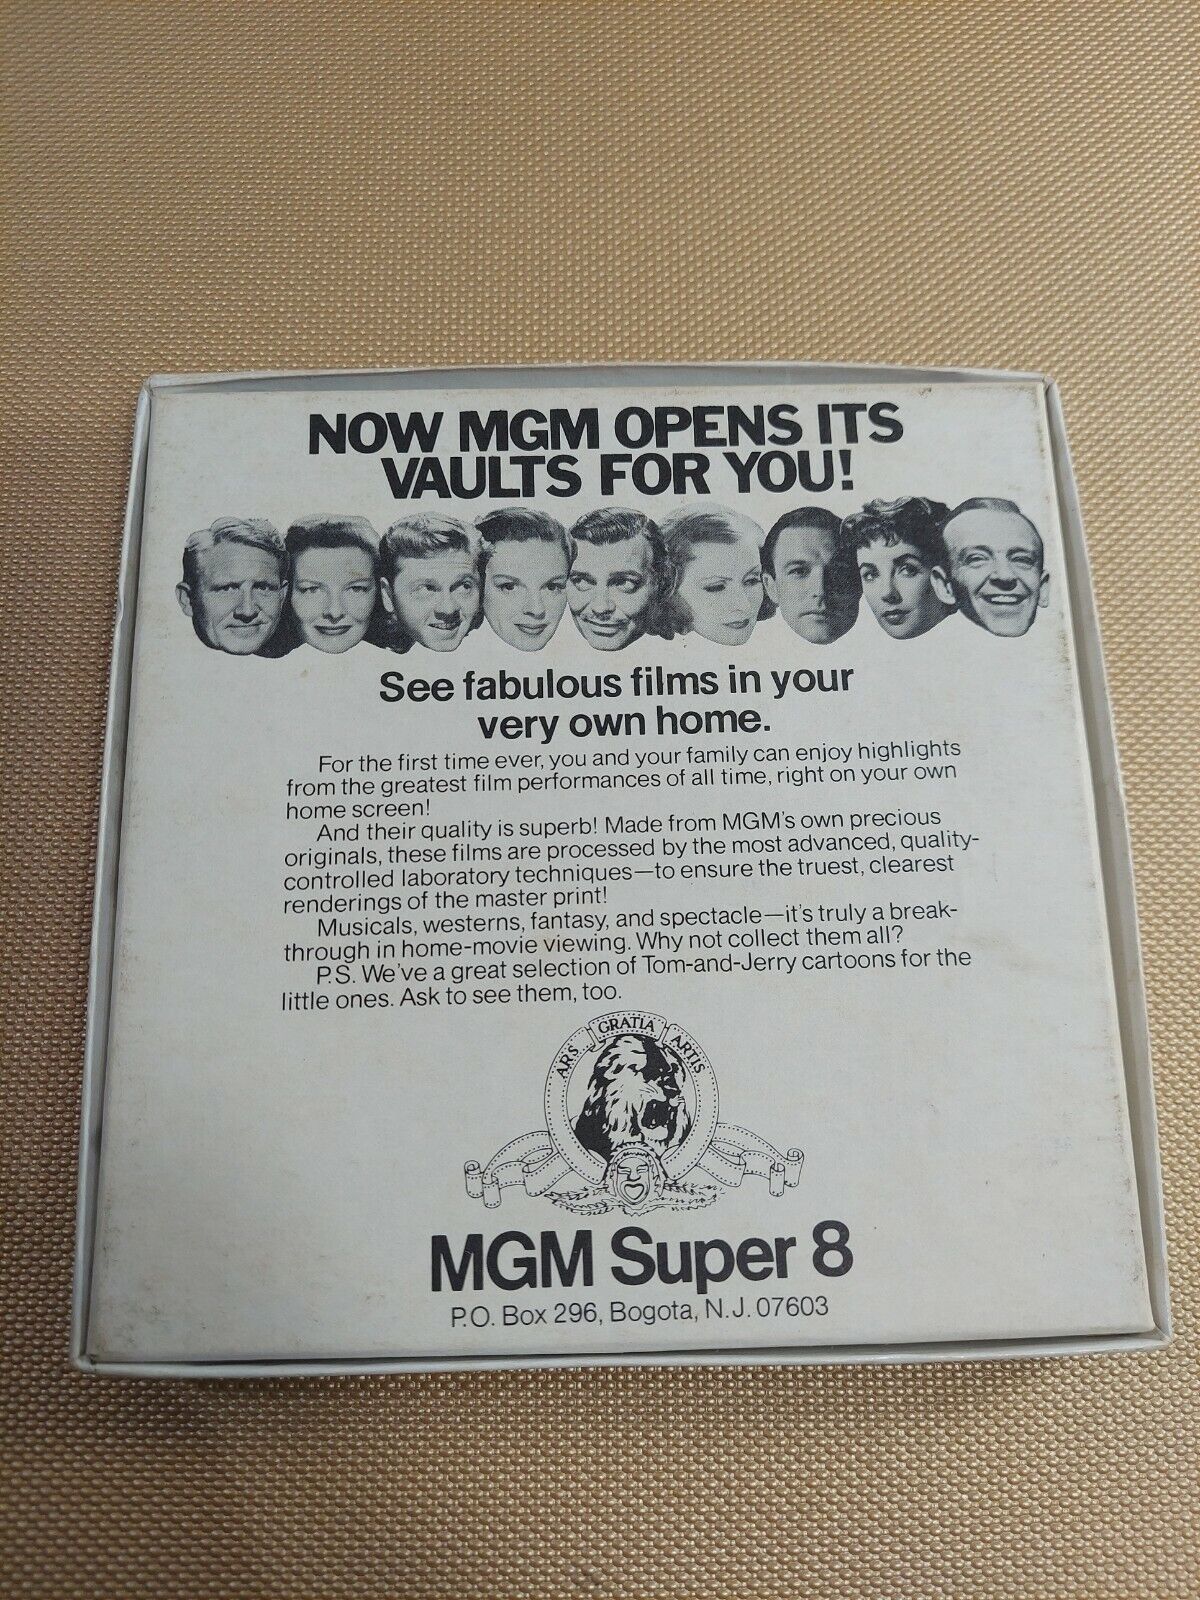 NOW MGM OPENS ITS
VAULTS FOR YOU!
See fabulous films in your
very own home.
For the first time ever, you and your family can enjoy highlights
from the greatest film performances of all time, right on your own
home screen!
And their quality is superb! Made from MGM's own precious
originals, these films are processed by the most advanced, quality-
controlled laboratory techniques—to ensure the truest, clearest
renderings of the master print!
Musicals, westerns, fantasy, and spectacle—it's truly a break-
through in home-movie viewing. Why not collect them all?
P.S. We've a great selection of Tom-and-Jerry cartoons for the
little ones. Ask to see them, too.
ARS GRATIA ARTIS
MGM Super 8
P.O. Box 296, Bogota, N.J. 07603